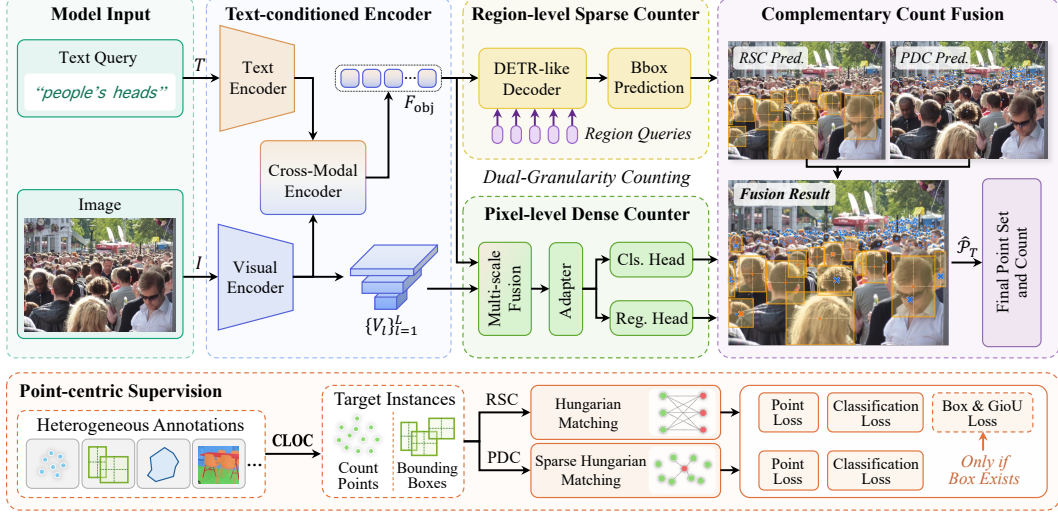 Model Input
Text Query
“people's heads”
Image
T
I
Text-conditioned Encoder
Text
Encoder
Cross-Modal
Encoder
Visual
Encoder
F_obj
{V_l}_{l=1}^L
Region-level Sparse Counter
DETR-like
Decoder
Bbox
Prediction
Region Queries
Dual-Granularity Counting
Pixel-level Dense Counter
Multi-scale
Fusion
Adapter
Cls. Head
Reg. Head
Complementary Count Fusion
RSC Pred.
PDC Pred.
Fusion Result
𝒫̂_T
Final Point Set
and Count
Point-centric Supervision
Heterogeneous Annotations
...
CLOC
Target Instances
Count
Points
Bounding
Boxes
RSC
PDC
Hungarian
Matching
Sparse Hungarian
Matching
Point
Loss
Classification
Loss
Box & GioU
Loss
Point
Loss
Classification
Loss
Only if
Box Exists